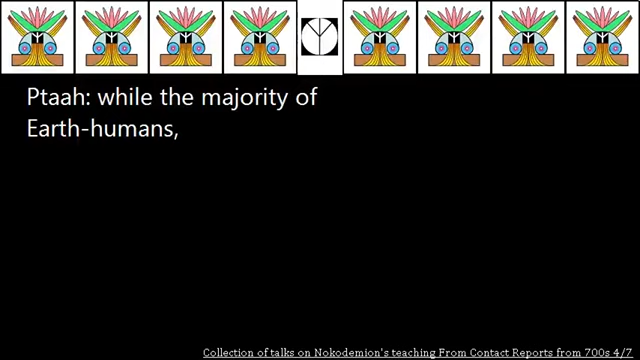 Ptaah: while the majority of
Earth-humans,
Collection of talks on Nokodemion's teaching From Contact Reports from 700s 4/7